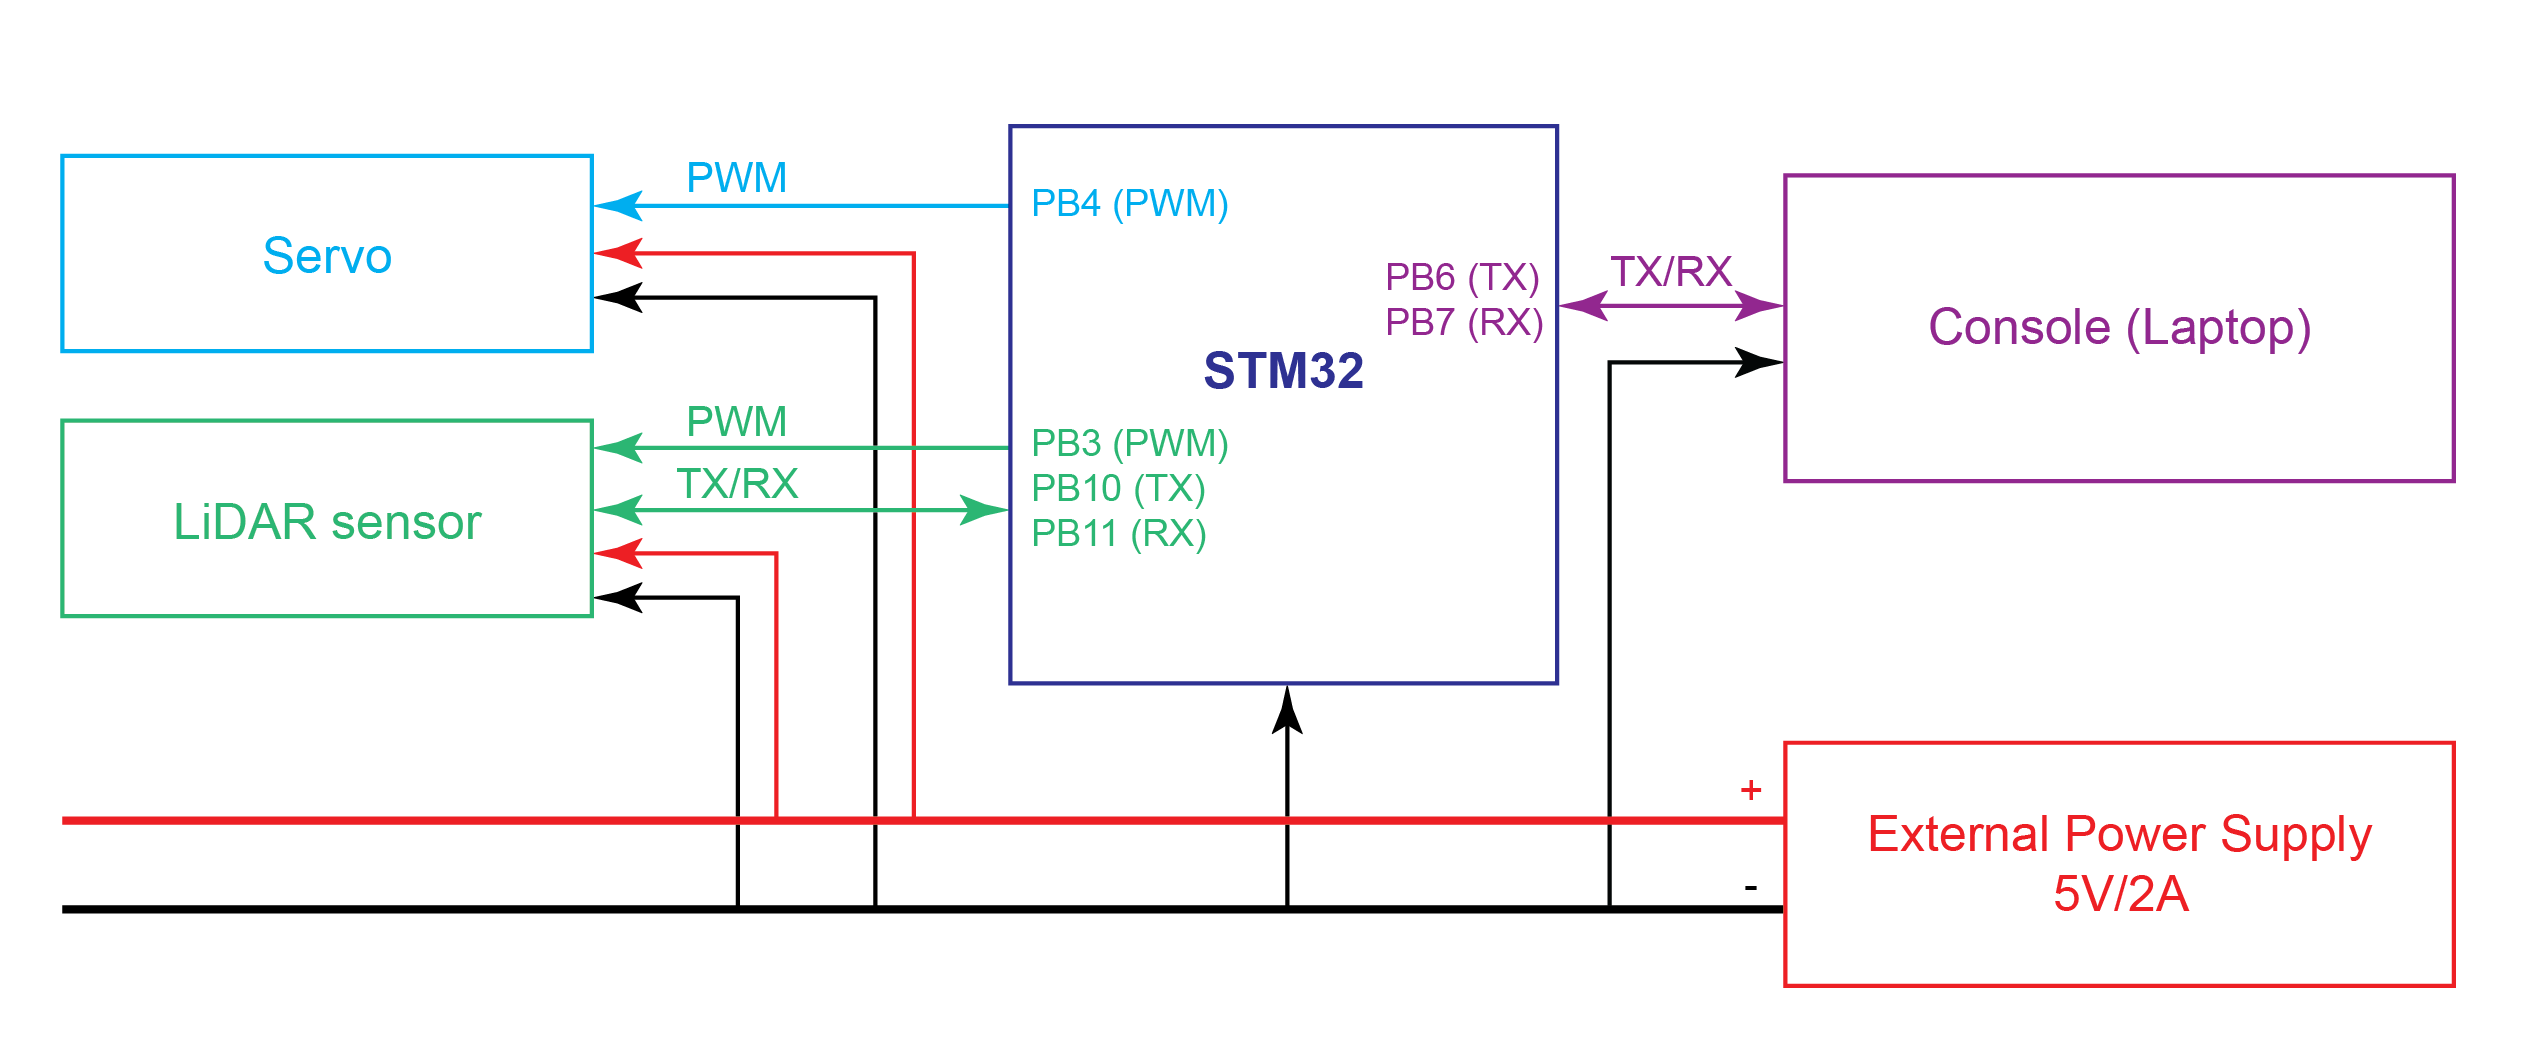 PWM
PB4 (PWM)
Servo
PB6 (TX)
TX/RX
PB7 (RX)
Console (Laptop)
STM32
PWM
PB3 (PWM)
TX/RX
PB10 (TX)
LiDAR sensor
PB11 (RX)
+
External Power Supply
-
5V/2A